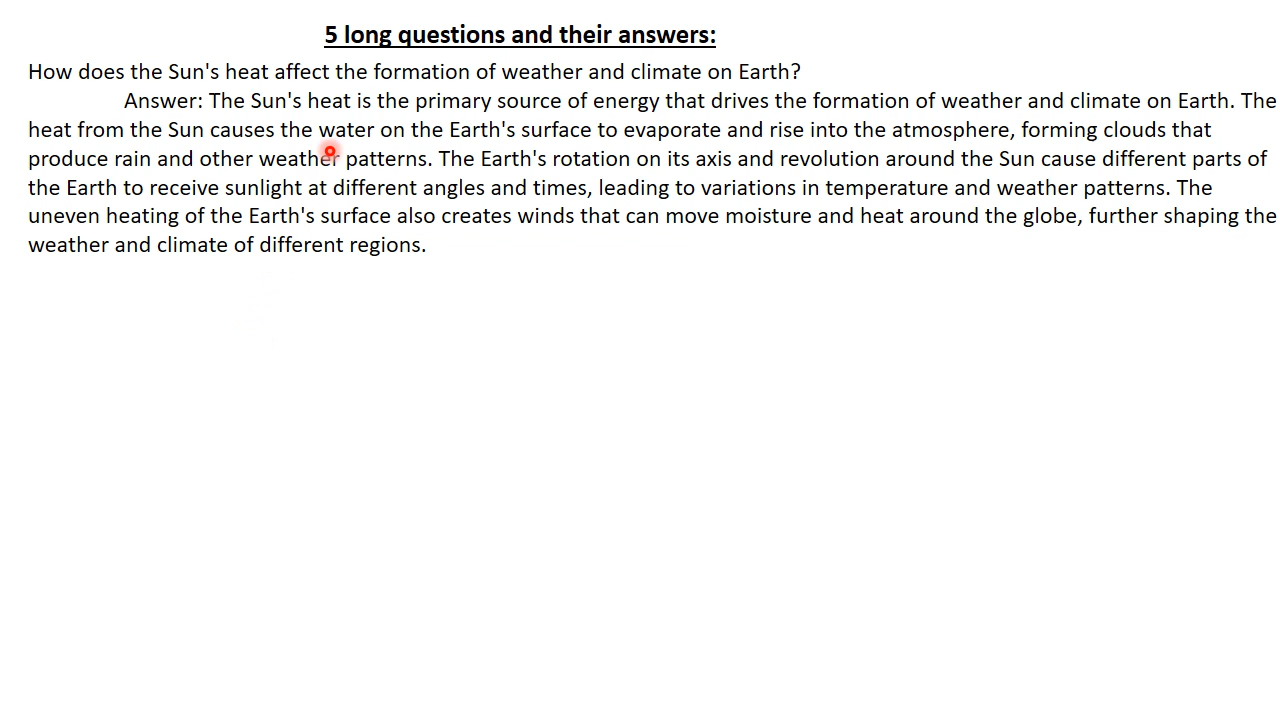 5 long questions and their answers:
How does the Sun's heat affect the formation of weather and climate on Earth?
Answer: The Sun's heat is the primary source of energy that drives the formation of weather and climate on Earth. The
heat from the Sun causes the water on the Earth's surface to evaporate and rise into the atmosphere, forming clouds that
produce rain and other weather patterns. The Earth's rotation on its axis and revolution around the Sun cause different parts of
the Earth to receive sunlight at different angles and times, leading to variations in temperature and weather patterns. The
uneven heating of the Earth's surface also creates winds that can move moisture and heat around the globe, further shaping the
weather and climate of different regions.